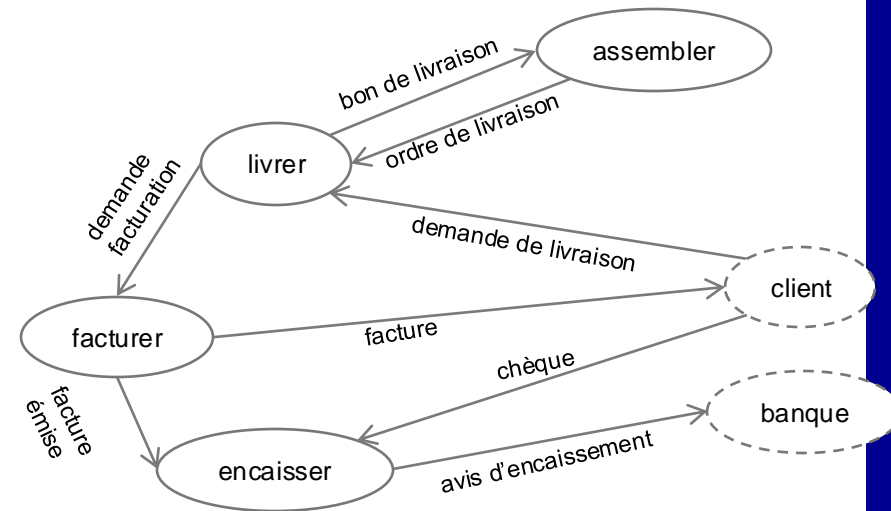 assembler
bon de livraison
ordre de livraison
livrer
demande
facturation
demande de livraison
client
facturer
facture
chèque
facture
émise
banque
encaisser
avis d'encaissement